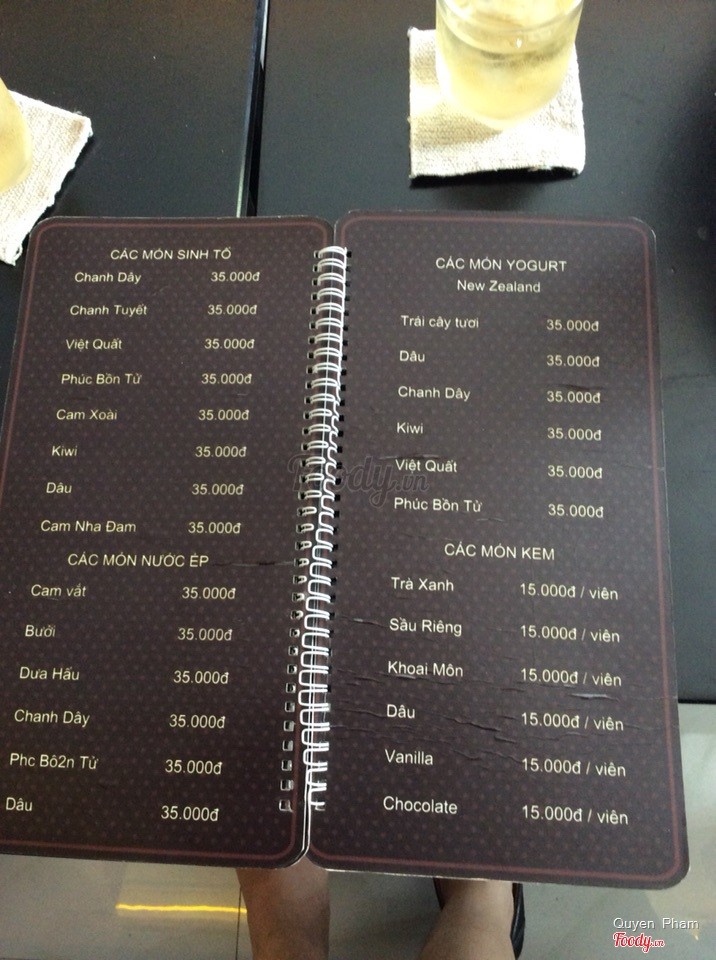 CÁC MÓN SINH TỐ
Chanh Dây 35.000đ
Chanh Tuyết 35.000đ
Việt Quất 35.000đ
Phúc Bồn Tử 35.000đ
Cam Xoài 35.000đ
Kiwi 35.000đ
Dâu 35.000đ
Cam Nha Đam 35.000đ
CÁC MÓN NƯỚC ÉP
Cam vắt 35.000đ
Bưởi 35.000đ
Dưa Hấu 35.000đ
Chanh Dây 35.000đ
Phc Bô2n Tử 35.000đ
Dâu 35.000đ
CÁC MÓN YOGURT
New Zealand
Trái cây tươi 35.000đ
Dâu 35.000đ
Chanh Dây 35.000đ
Kiwi 35.000đ
Việt Quất 35.000đ
Phúc Bồn Tử 35.000đ
CÁC MÓN KEM
Trà Xanh 15.000đ / viên
Sầu Riêng 15.000đ / viên
Khoai Môn 15.000đ / viên
Dâu 15.000đ / viên
Vanilla 15.000đ / viên
Chocolate 15.000đ / viên
Foody.vn
Quyen Pham
Foody.vn